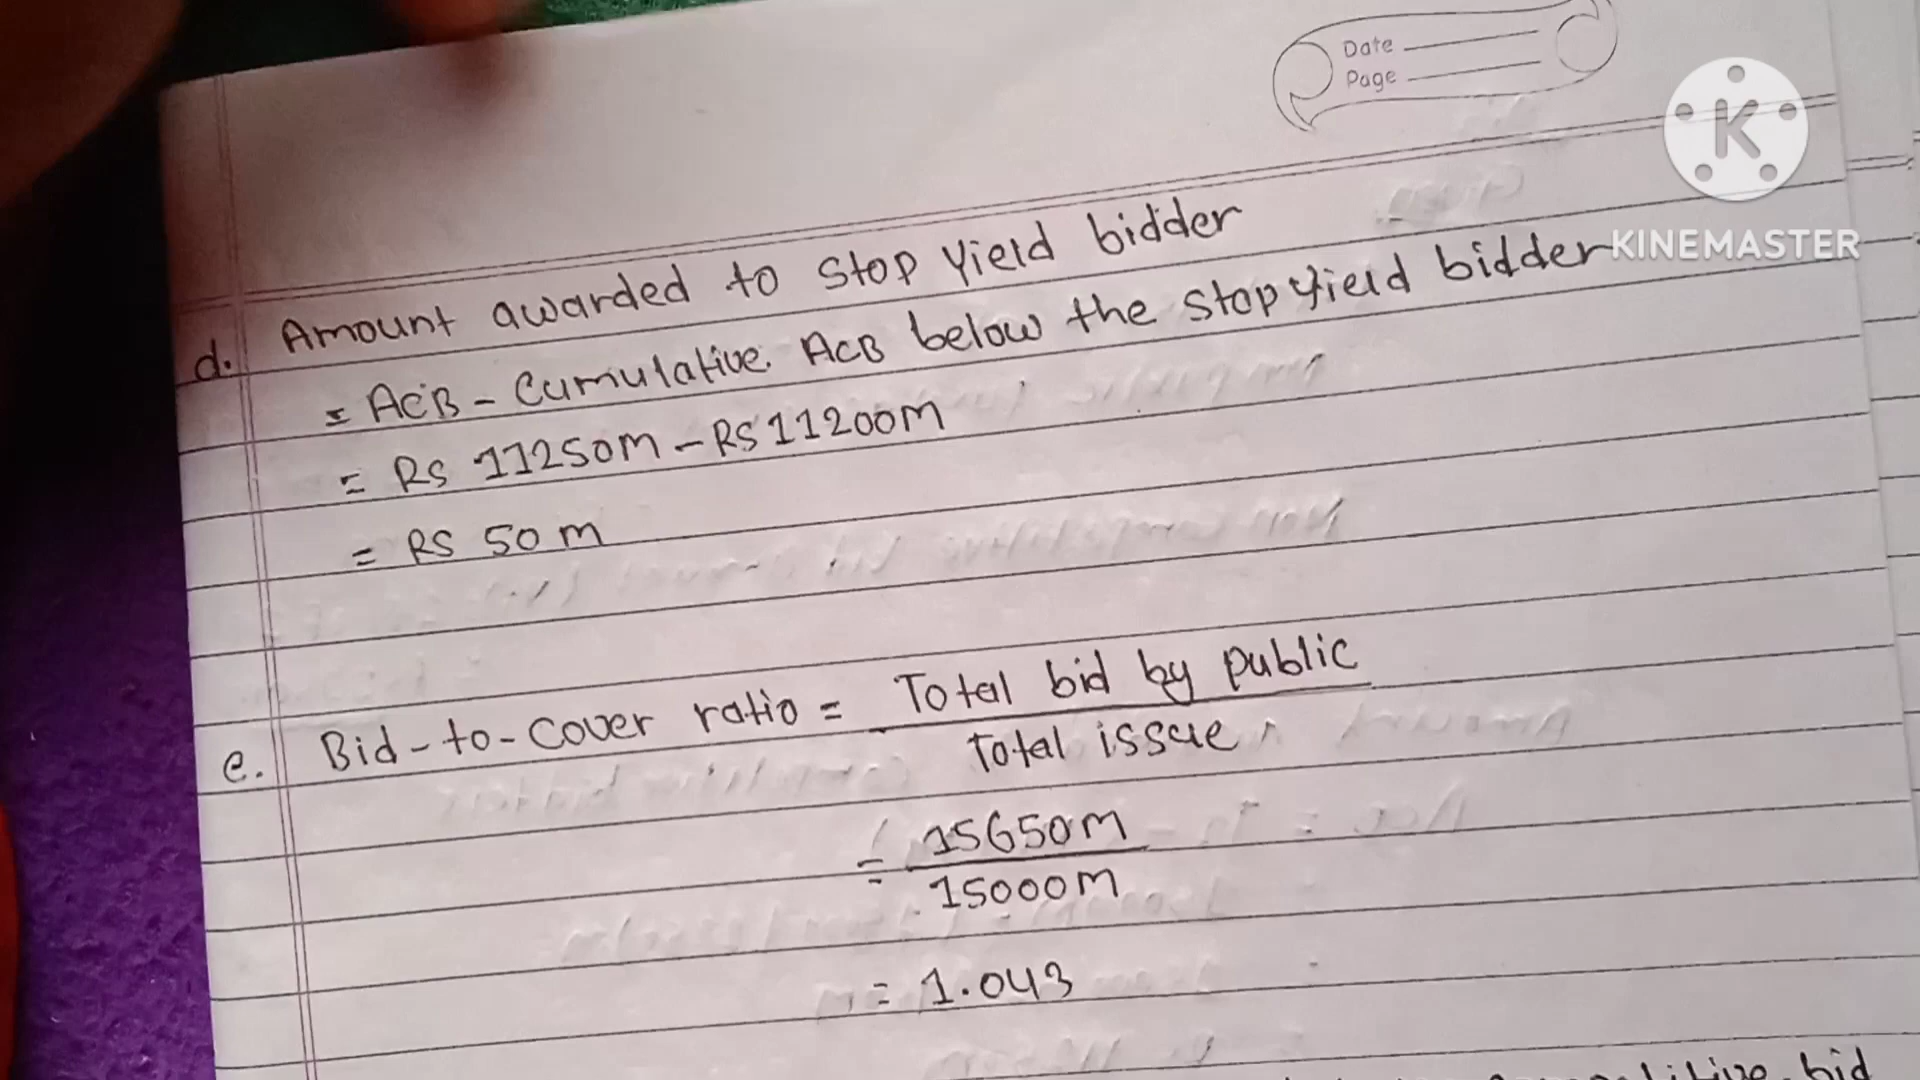 Date
Page
KINEMASTER
d. Amount awarded to stop yield bidder
= ACB - Cumulative. ACB below the stop yield bidder
= RS 11250M - RS 11200M
= RS 50 m
e. Bid-to-cover ratio = Total bid by public
Total issue
= 15650M
15000M
= 1.043
bid